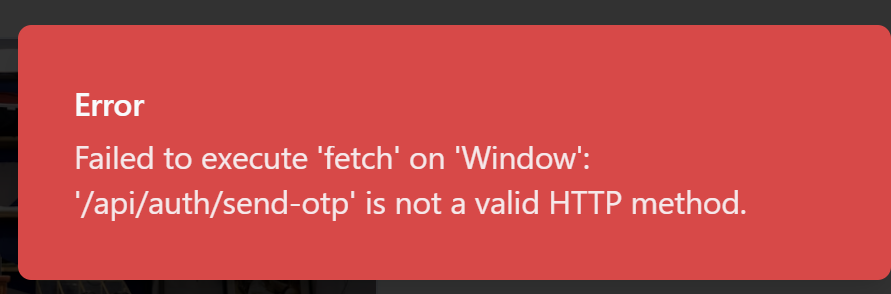 Error
Failed to execute 'fetch' on 'Window':
'/api/auth/send-otp' is not a valid HTTP method.